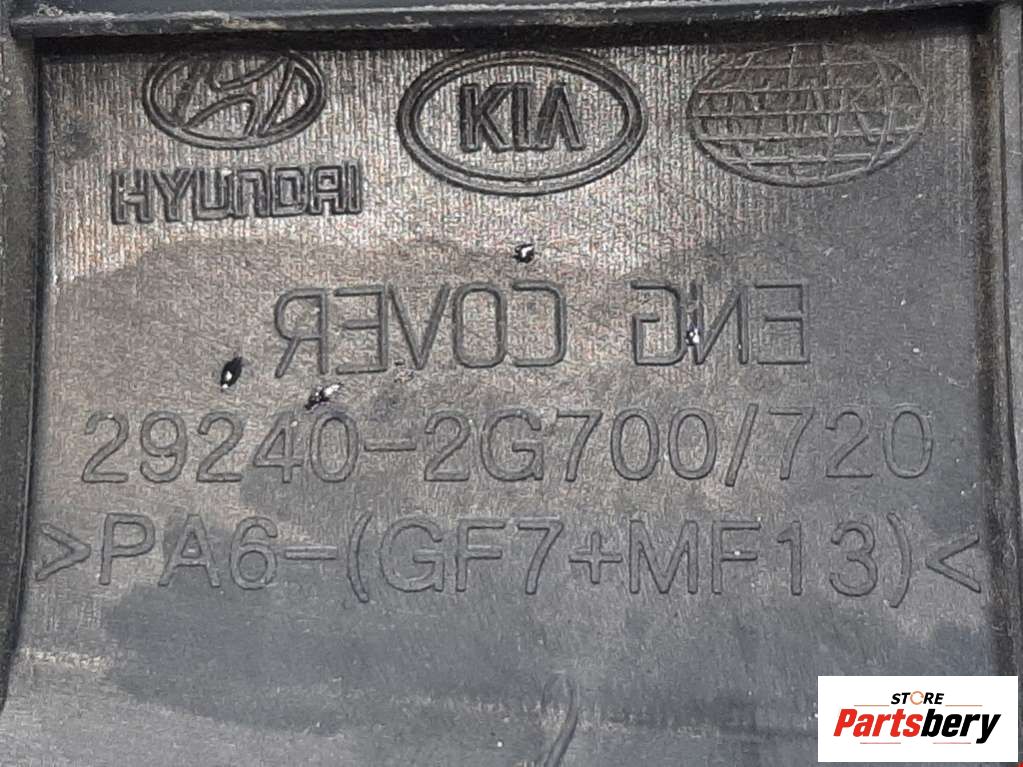 HYUNDAI
KIA
ENG COVER
29240-2G700/720
>PA6-(GF7+MF13)<
STORE
Partsbery